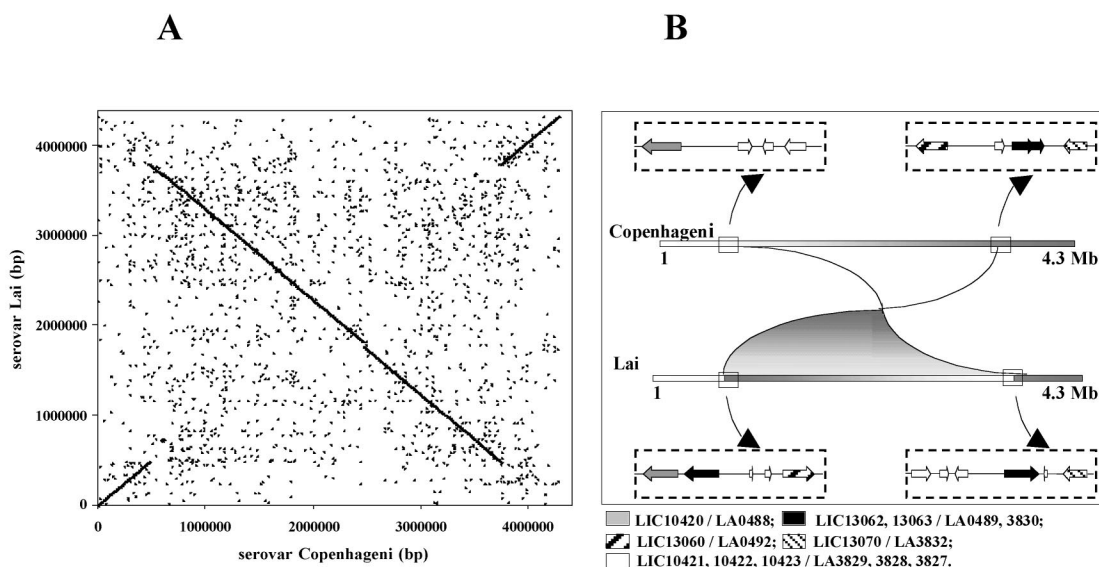 A
B
4000000
3000000
2000000
1000000
0
serovar Lai (bp)
0
1000000
2000000
3000000
4000000
serovar Copenhageni (bp)
Copenhageni
1
4.3 Mb
Lai
1
4.3 Mb
LIC10420 / LA0488; LIC13062, 13063 / LA0489, 3830;
LIC13060 / LA0492; LIC13070 / LA3832;
LIC10421, 10422, 10423 / LA3829, 3828, 3827.